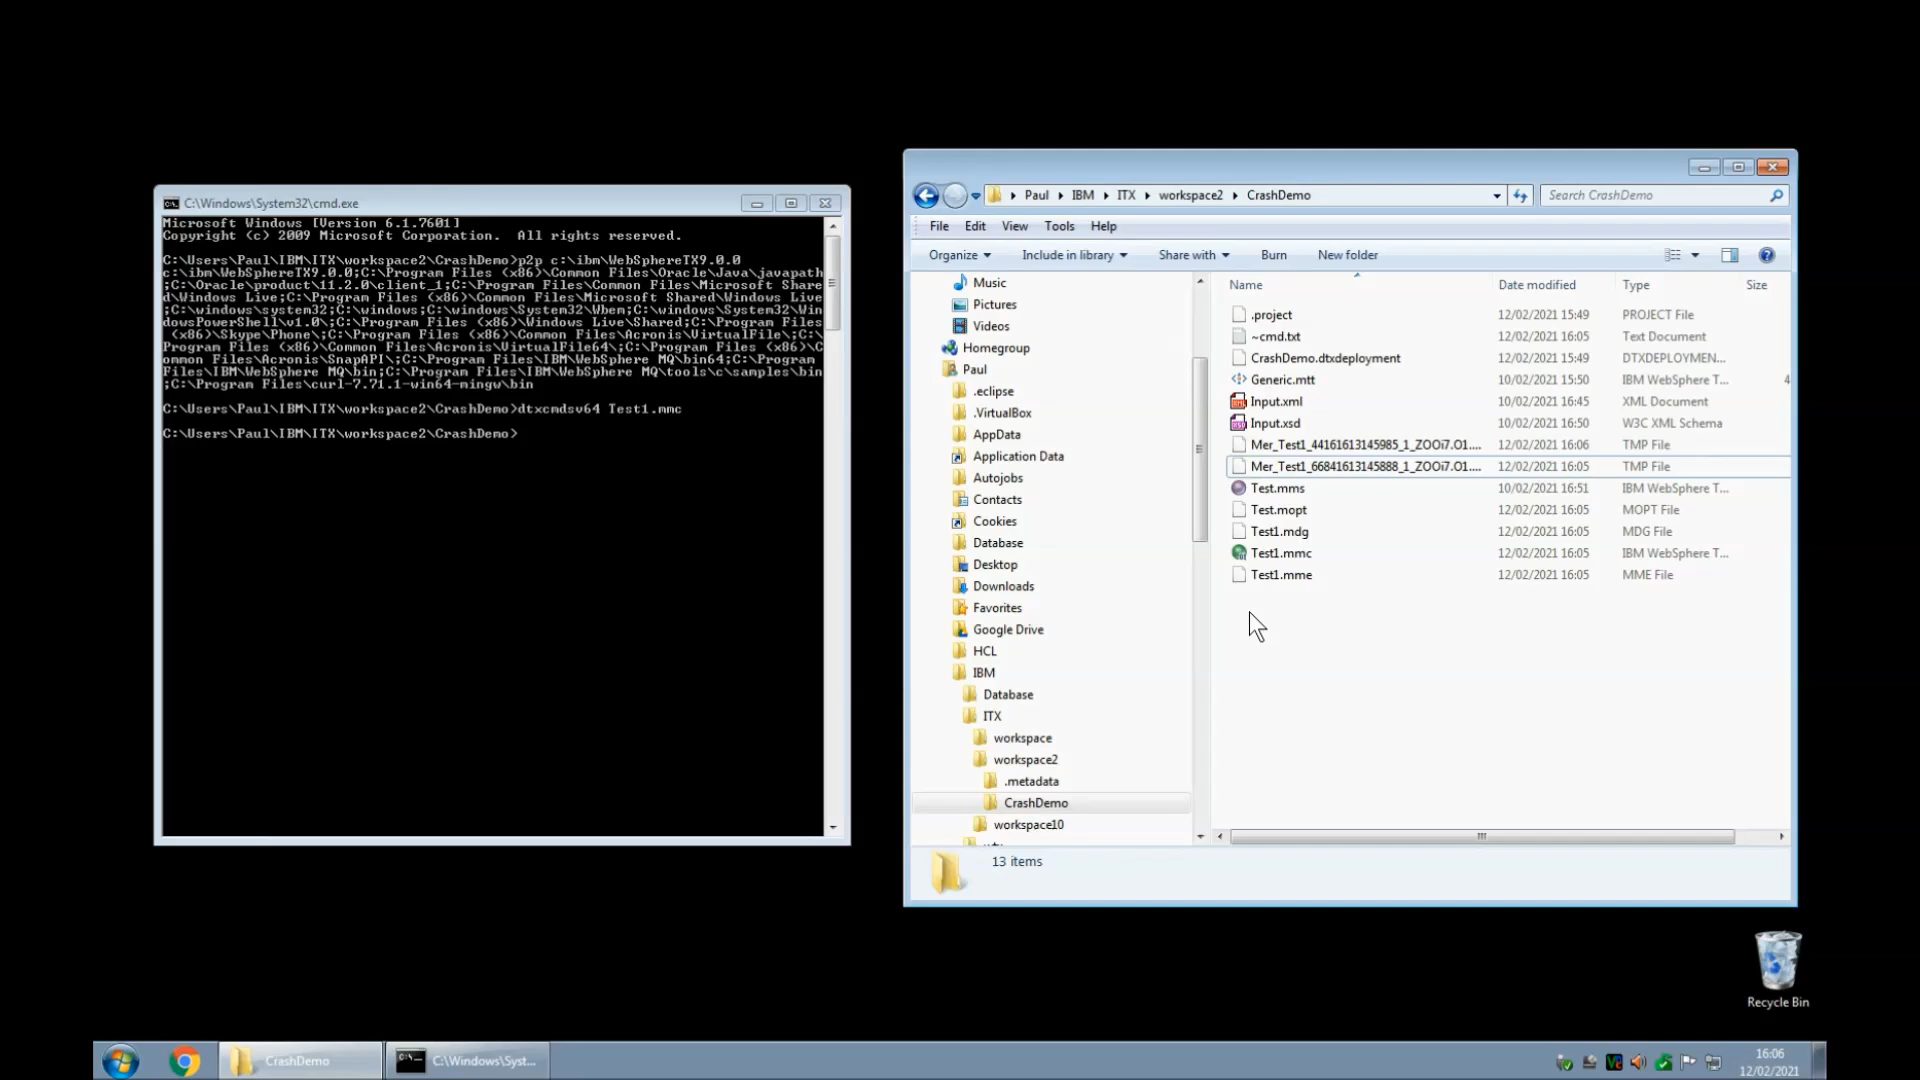 C:\Windows\System32\cmd.exe
Microsoft Windows [Version 6.1.7601]
Copyright (c) 2009 Microsoft Corporation.  All rights reserved.
C:\Users\Paul\IBM\ITX\workspace2\CrashDemo>p2p c:\ibm\WebSphereTX9.0.0
c:\ibm\WebSphereTX9.0.0;C:\Program Files (x86)\Common Files\Oracle\Java\javapath
;C:\Oracle\product\11.2.0\client_1;C:\Program Files\Common Files\Microsoft Share
d\Windows Live;C:\Program Files (x86)\Common Files\Microsoft Shared\Windows Live
;C:\windows\system32;C:\windows;C:\windows\System32\Wbem;C:\windows\System32\Win
dowsPowerShell\v1.0\;C:\Program Files (x86)\Windows Live\Shared;C:\Program Files
 (x86)\Skype\Phone\;C:\Program Files (x86)\Common Files\Acronis\VirtualFile\;C:\
Program Files (x86)\Common Files\Acronis\VirtualFile64\;C:\Program Files (x86)\C
ommon Files\Acronis\SnapAPI\;C:\Program Files\IBM\WebSphere MQ\bin64;C:\Program
Files\IBM\WebSphere MQ\bin;C:\Program Files\IBM\WebSphere MQ\tools\c\samples\bin
;C:\Program Files\curl-7.71.1-win64-mingw\bin
C:\Users\Paul\IBM\ITX\workspace2\CrashDemo>dtxcmdsv64 Test1.mmc
C:\Users\Paul\IBM\ITX\workspace2\CrashDemo>
Paul IBM ITX workspace2 CrashDemo
Search CrashDemo
File Edit View Tools Help
Organize Include in library Share with Burn New folder
Music
Pictures
Videos
Homegroup
Paul
.eclipse
.VirtualBox
AppData
Application Data
Autojobs
Contacts
Cookies
Database
Desktop
Downloads
Favorites
Google Drive
HCL
IBM
Database
ITX
workspace
workspace2
.metadata
CrashDemo
workspace10
Name Date modified Type Size
.project 12/02/2021 15:49 PROJECT File
~cmd.txt 12/02/2021 16:05 Text Document
CrashDemo.dtxdeployment 12/02/2021 15:49 DTXDEPLOYMEN...
Generic.mtt 10/02/2021 15:50 IBM WebSphere T... 4
Input.xml 10/02/2021 16:45 XML Document
Input.xsd 10/02/2021 16:50 W3C XML Schema
Mer_Test1_44161613145985_1_ZOOi7.O1.... 12/02/2021 16:06 TMP File
Mer_Test1_66841613145888_1_ZOOi7.O1.... 12/02/2021 16:05 TMP File
Test.mms 10/02/2021 16:51 IBM WebSphere T...
Test.mopt 12/02/2021 16:05 MOPT File
Test1.mdg 12/02/2021 16:05 MDG File
Test1.mmc 12/02/2021 16:05 IBM WebSphere T...
Test1.mme 12/02/2021 16:05 MME File
13 items
Recycle Bin
CrashDemo
C:\Windows\Syst...
16:06
12/02/2021